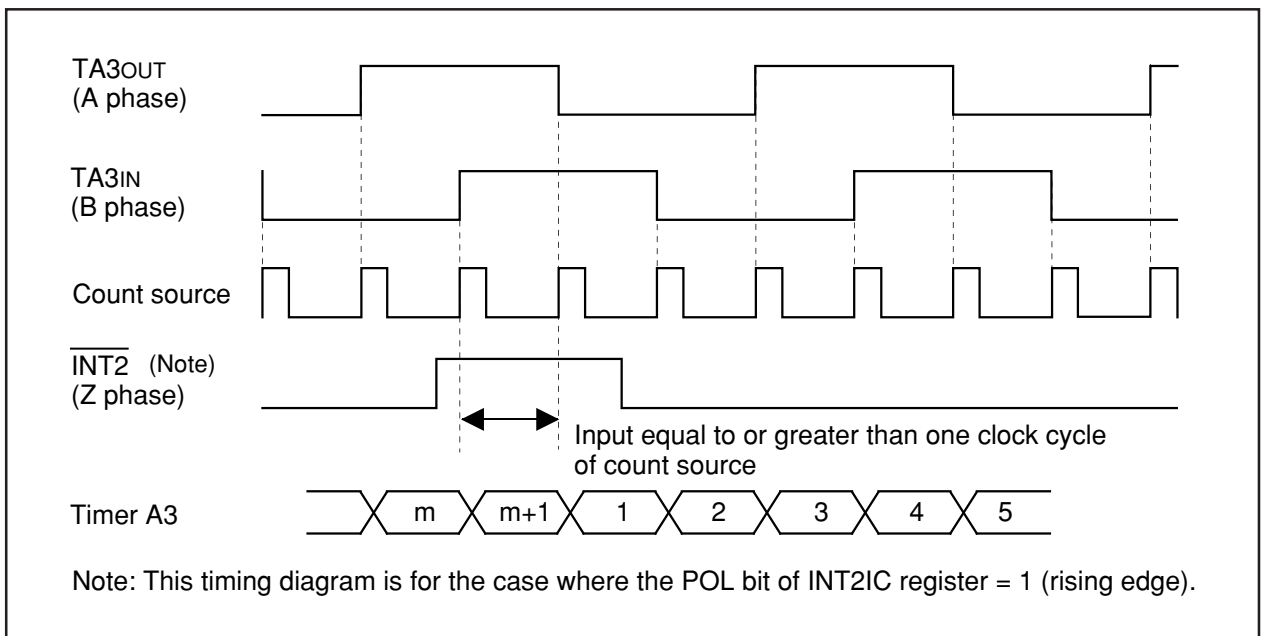 TA3OUT
(A phase)
TA3IN
(B phase)
Count source
INT2 (Note)
(Z phase)
Input equal to or greater than one clock cycle
of count source
Timer A3 m m+1 1 2 3 4 5
Note: This timing diagram is for the case where the POL bit of INT2IC register = 1 (rising edge).